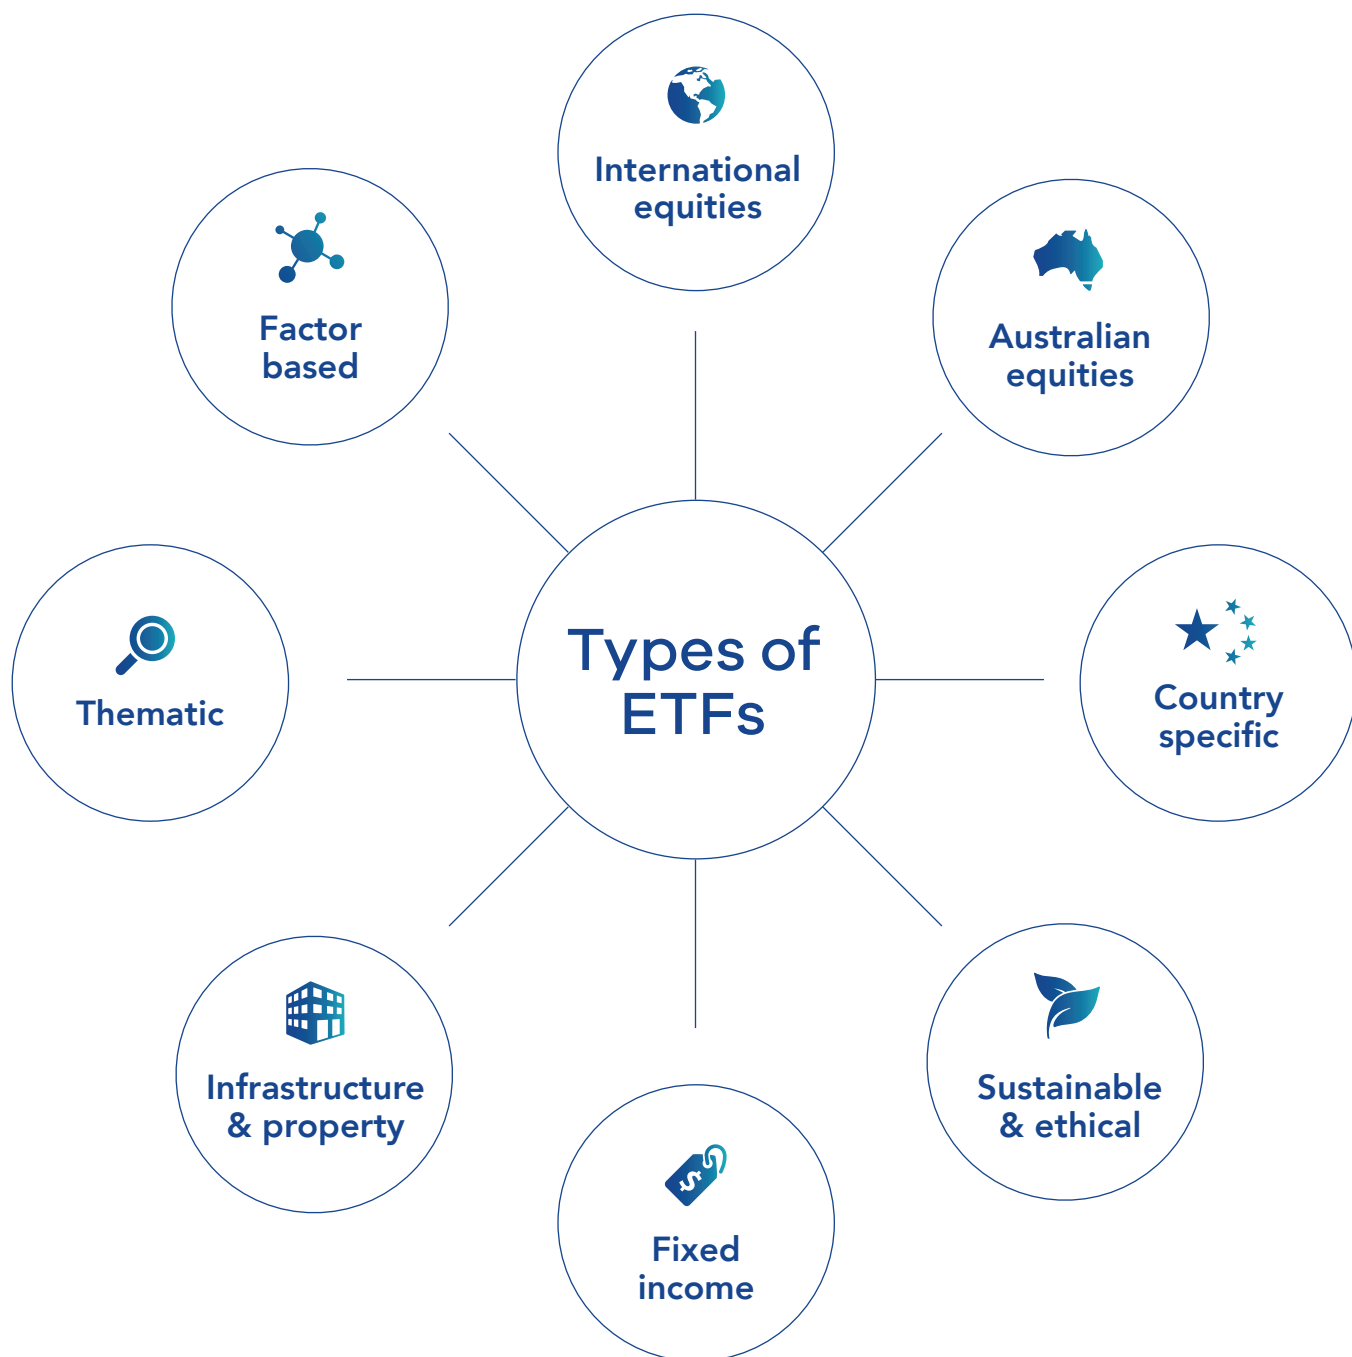 International
equities
Factor
based
Australian
equities
Types of
ETFs
Thematic
Country
specific
Infrastructure
& property
Sustainable
& ethical
Fixed
income